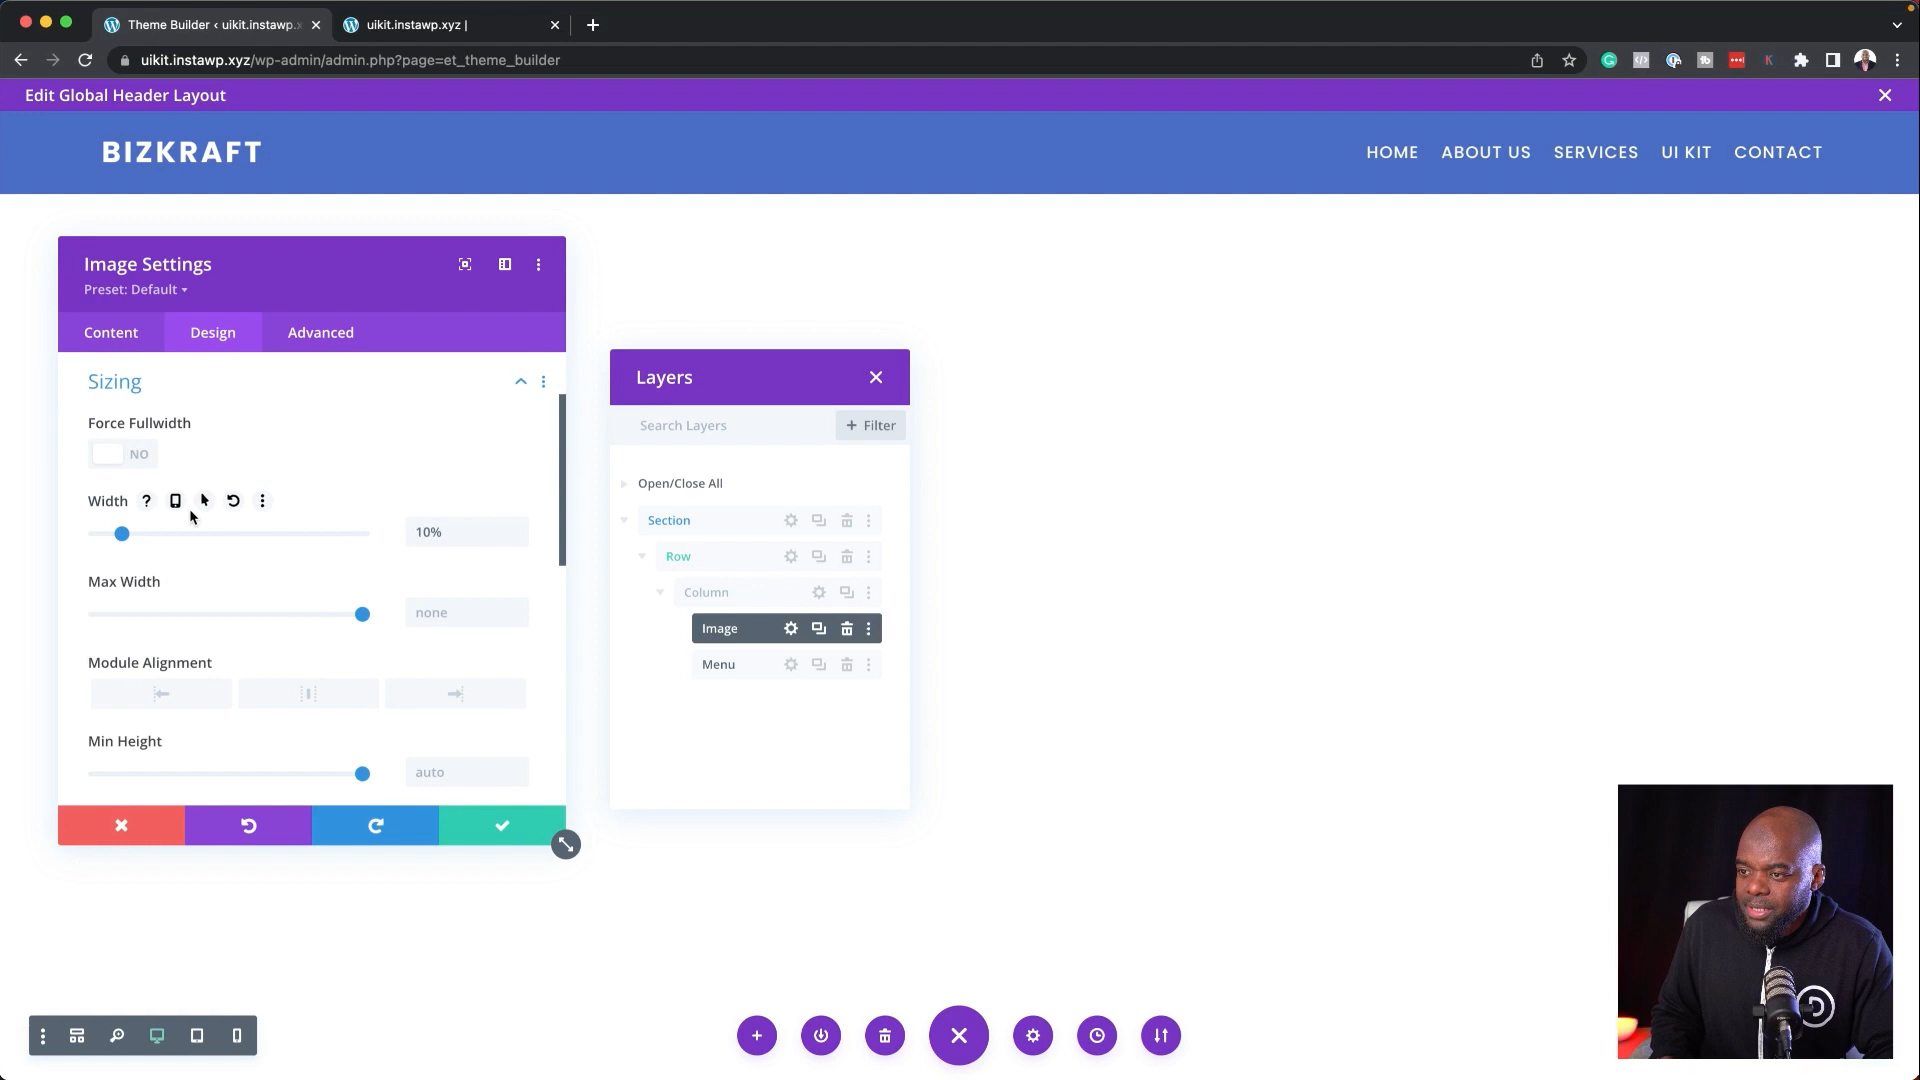 Theme Builder ‹ uikit.instawp.x
uikit.instawp.xyz |
uikit.instawp.xyz/wp-admin/admin.php?page=et_theme_builder
Edit Global Header Layout
BIZKRAFT
HOME ABOUT US SERVICES UI KIT CONTACT
Image Settings
Preset: Default
Content Design Advanced
Sizing
Force Fullwidth
NO
Width ?
10%
Max Width
none
Module Alignment
Min Height
auto
Layers
Search Layers
+ Filter
Open/Close All
Section
Row
Column
Image
Menu